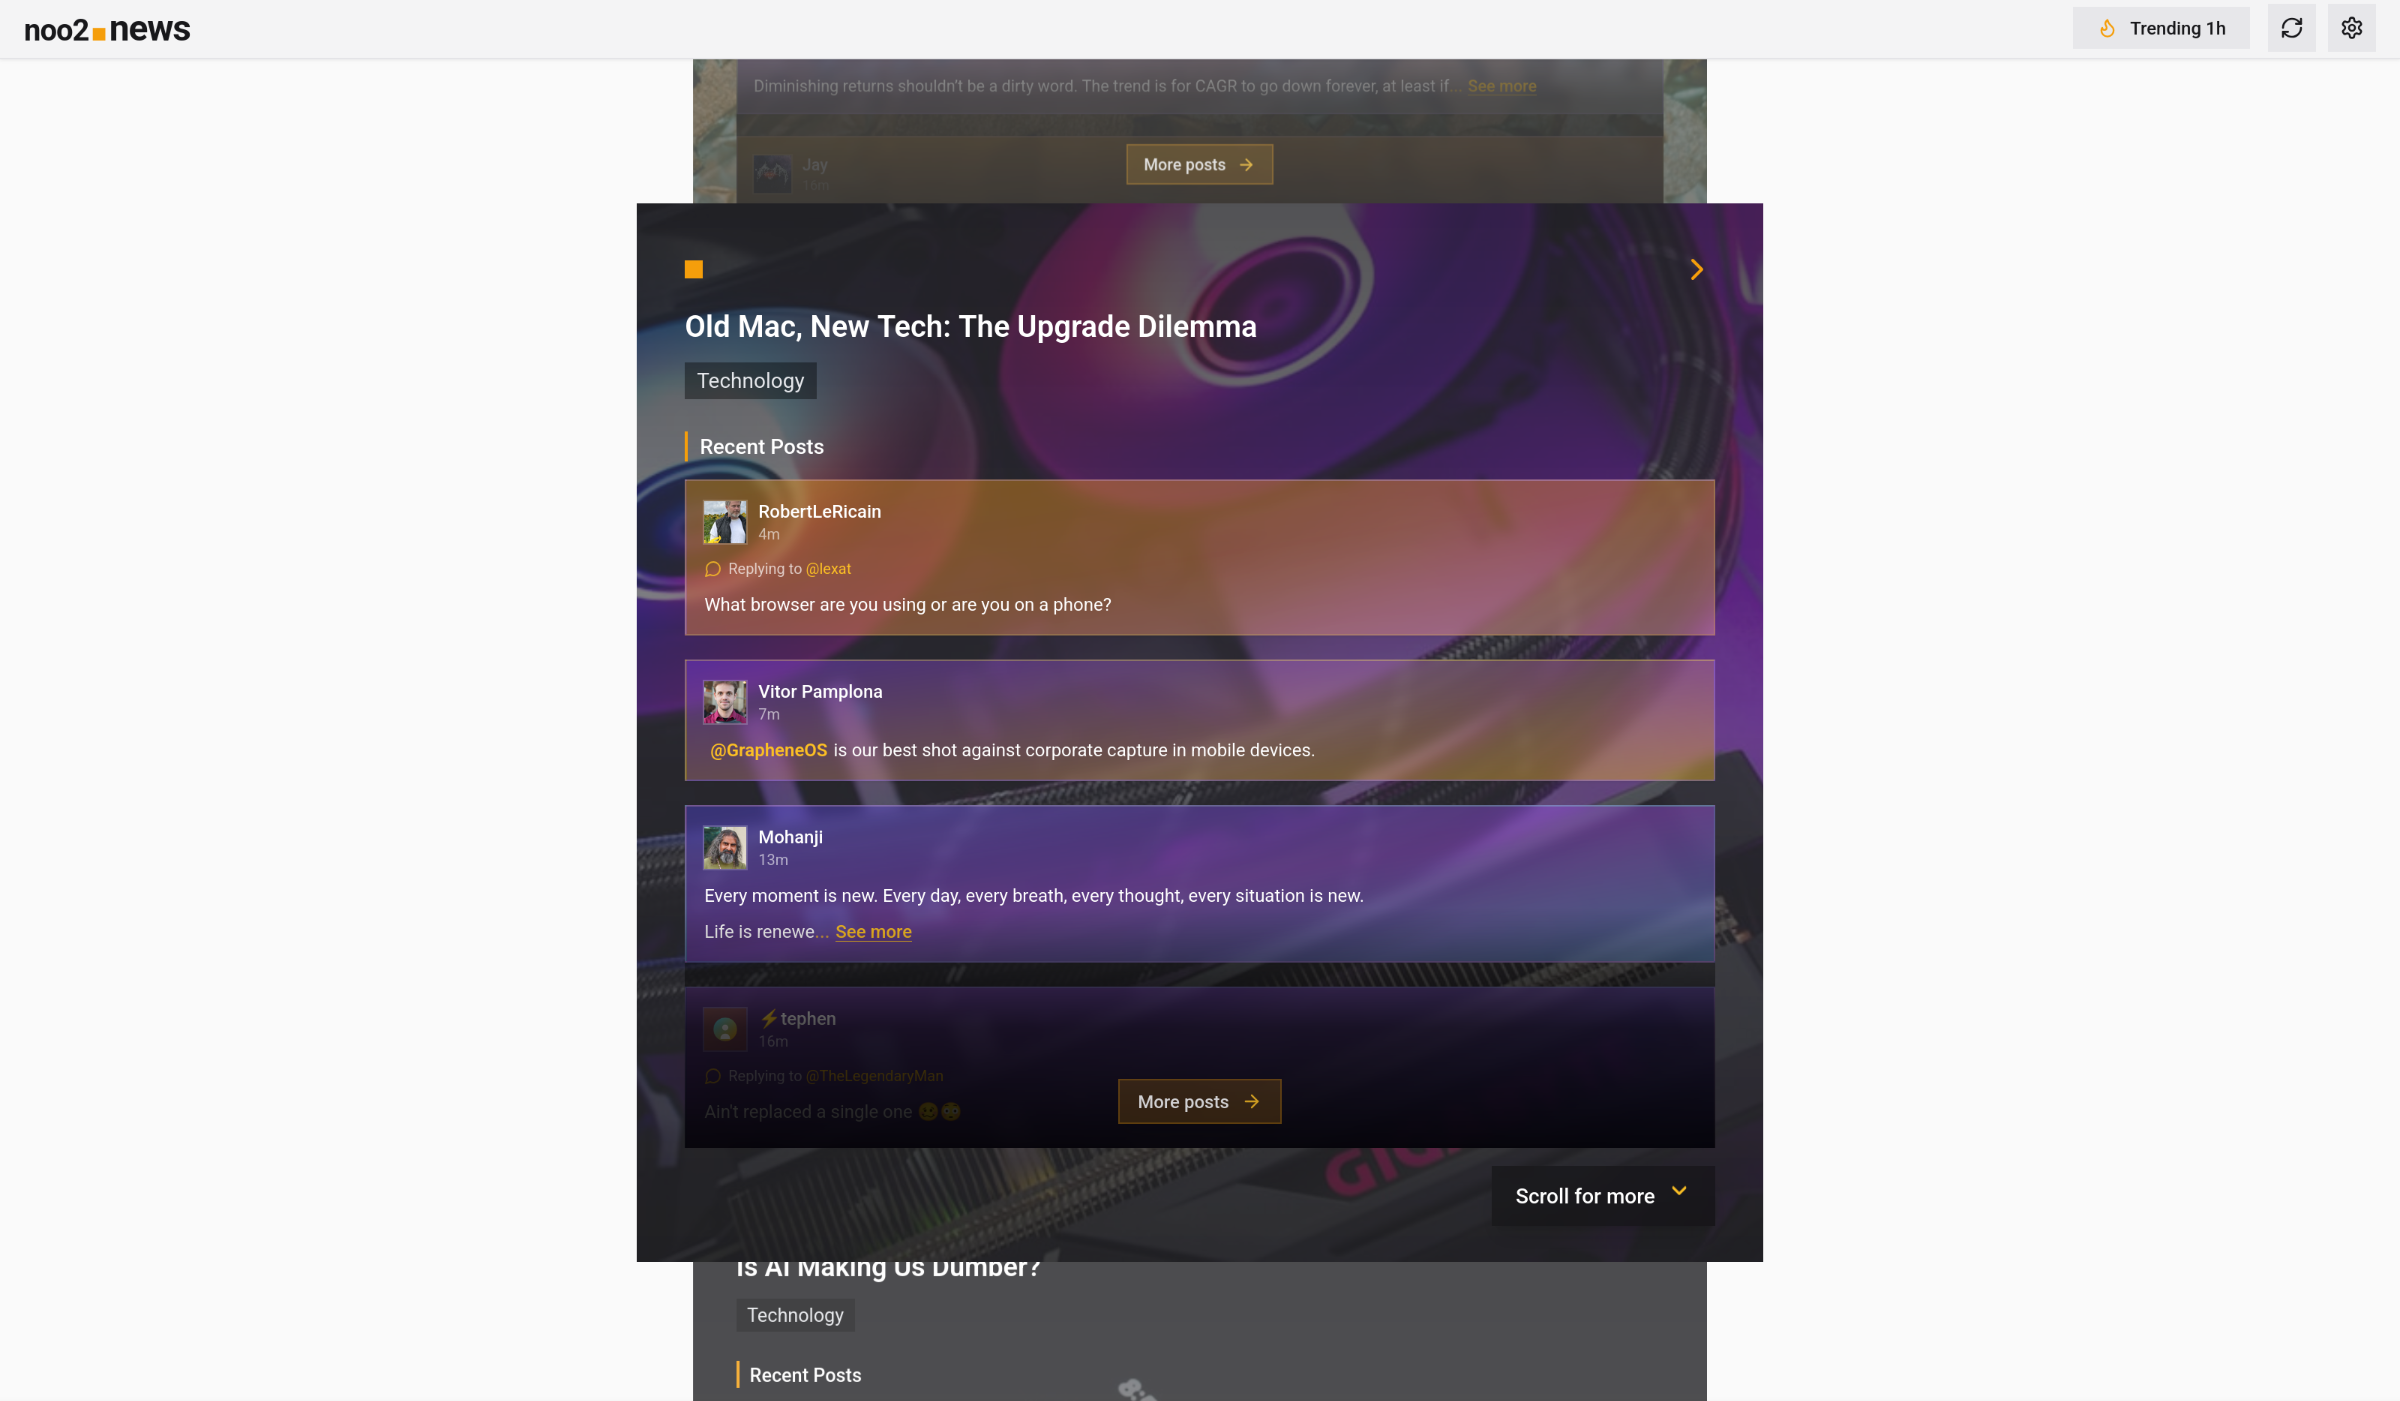 noo2.news
Trending 1h
Diminishing returns shouldn't be a dirty word. The trend is for CAGR to go down forever, at least if... See more
Jay
16m
More posts
Old Mac, New Tech: The Upgrade Dilemma
Technology
Recent Posts
RobertLeRicain
4m
Replying to @lexat
What browser are you using or are you on a phone?
Vitor Pamplona
7m
@GrapheneOS is our best shot against corporate capture in mobile devices.
Mohanji
13m
Every moment is new. Every day, every breath, every thought, every situation is new.
Life is renewe... See more
⚡tephen
16m
Replying to @TheLegendaryMan
Ain't replaced a single one
More posts
Scroll for more
Is AI Making Us Dumber?
Technology
Recent Posts